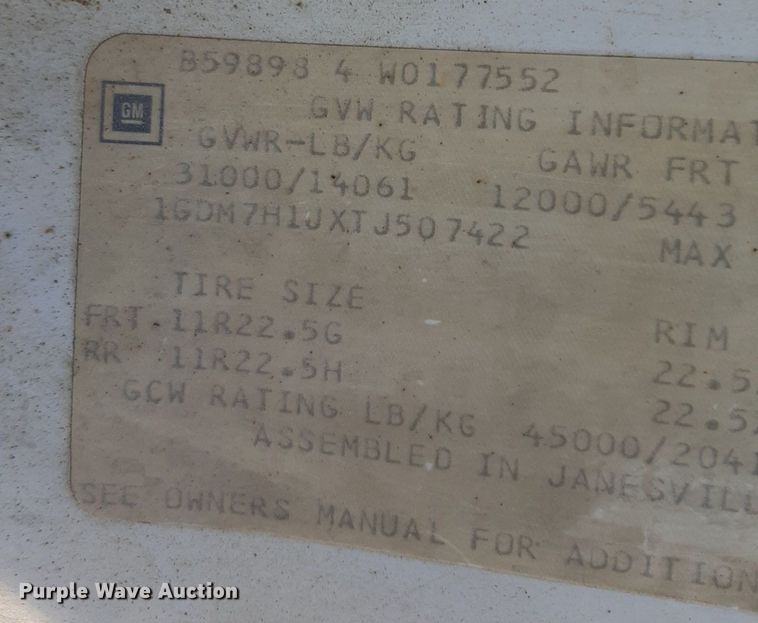 B59898 4 W0177552
GM
GVW RATING INFORMAT
GVWR-LB/KG GAWR FRT
31000/14061 12000/5443
1GDM7H1JXTJ507422 MAX
TIRE SIZE
FRT 11R22.5G RIM
RR 11R22.5H 22.5
GCW RATING LB/KG 22.5
45000/2041
ASSEMBLED IN JANESVILL
SEE OWNERS MANUAL FOR ADDITION
Purple Wave Auction